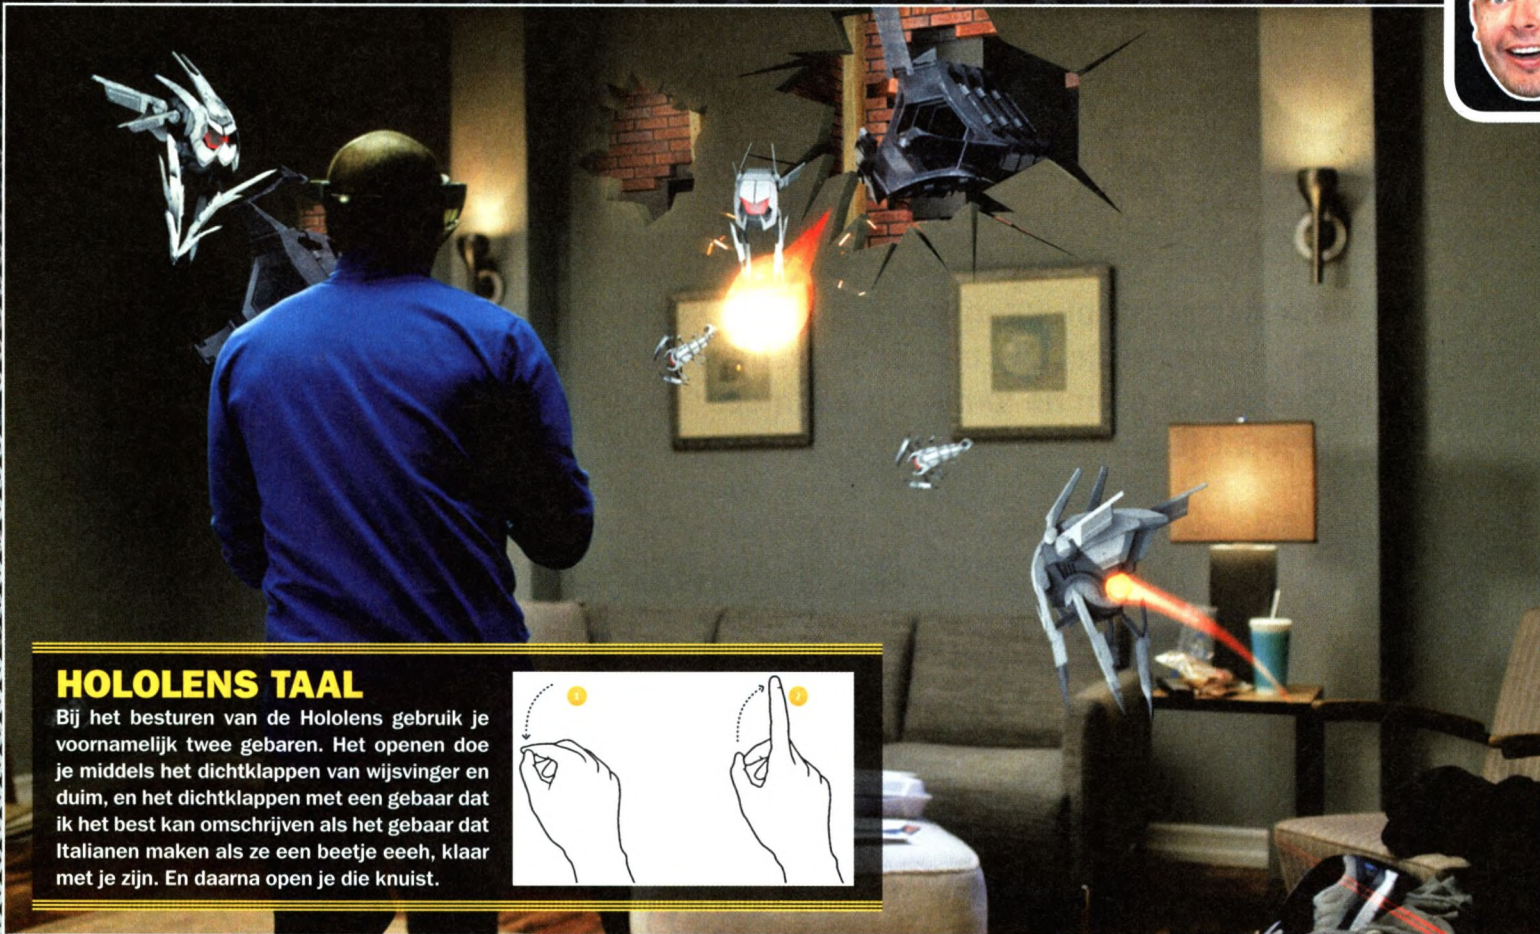 HOLOLENS TAAL
Bij het besturen van de Hololens gebruik je
voornamelijk twee gebaren. Het openen doe
je middels het dichtklappen van wijsvinger en
duim, en het dichtklappen met een gebaar dat
ik het best kan omschrijven als het gebaar dat
Italianen maken als ze een beetje eeeh, klaar
met je zijn. En daarna open je die knuist.
1
2